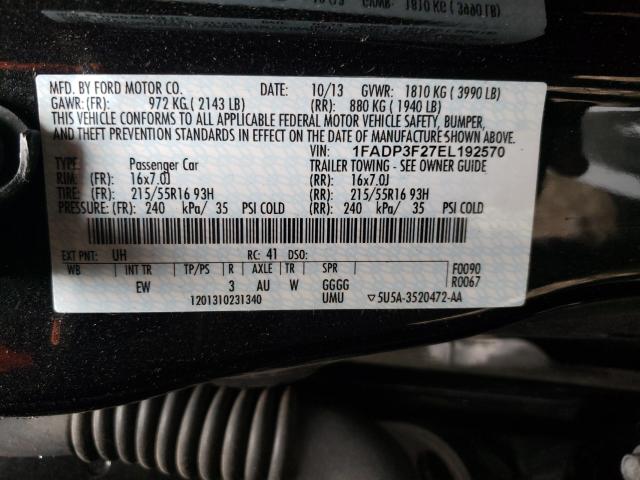 1810 KG ( 3990 LB)
MFD. BY FORD MOTOR CO. DATE: 10/13 GVWR: 1810 KG ( 3990 LB)
GAWR: (FR): 972 KG ( 2143 LB) (RR): 880 KG ( 1940 LB)
THIS VEHICLE CONFORMS TO ALL APPLICABLE FEDERAL MOTOR VEHICLE SAFETY, BUMPER,
AND THEFT PREVENTION STANDARDS IN EFFECT ON THE DATE OF MANUFACTURE SHOWN ABOVE.
VIN: 1FADP3F27EL192570
TYPE: Passenger Car TRAILER TOWING - SEE OWNER GUIDE
RIM: (FR): 16x7.0J (RR): 16x7.0J
TIRE: (FR): 215/55R16 93H (RR): 215/55R16 93H
PRESSURE: (FR): 240 kPa/ 35 PSI COLD (RR): 240 kPa/ 35 PSI COLD
EXT PNT: UH RC: 41 DSO:
WB INT TR TP/PS R AXLE TR SPR F0090
EW 3 AU W GGGG R0067
1201310231340 UMU ▽5U5A-3520472-AA